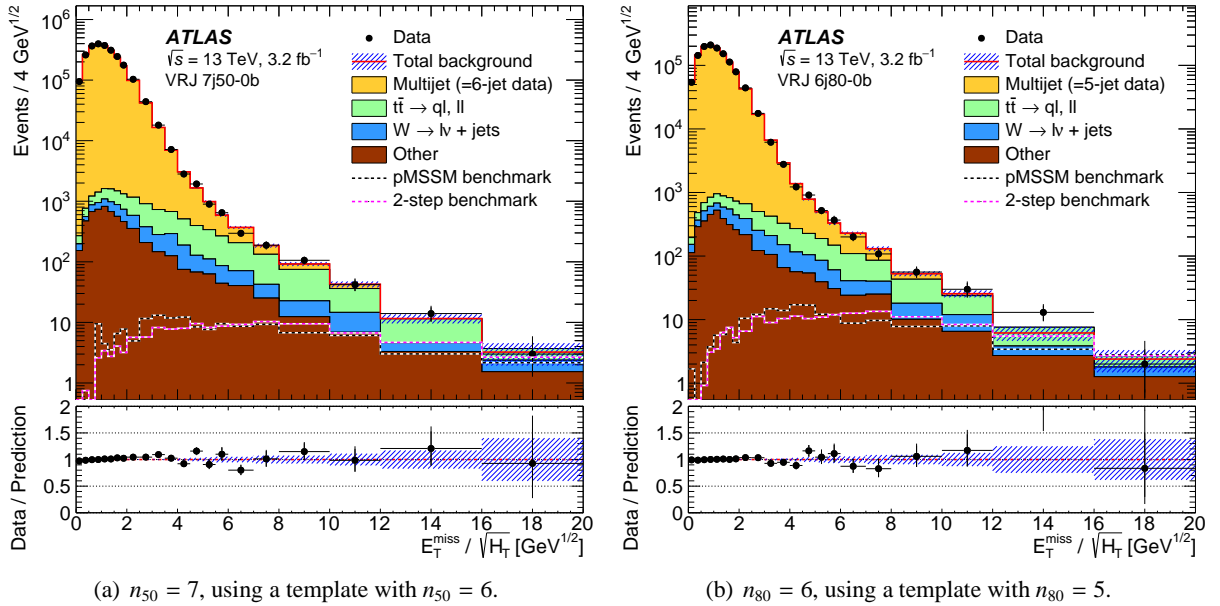 ATLAS
√s = 13 TeV, 3.2 fb⁻¹
VRJ 7j50-0b
Data
Total background
Multijet (=6-jet data)
tt̄ → ql, ll
W → lν + jets
Other
pMSSM benchmark
2-step benchmark
Events / 4 GeV^1/2
10⁶
10⁵
10⁴
10³
10²
10
1
Data / Prediction
2
1.5
1
0.5
0
0 2 4 6 8 10 12 14 16 18 20
E_T^miss / √H_T [GeV^1/2]
(a) n₅₀ = 7, using a template with n₅₀ = 6.
ATLAS
√s = 13 TeV, 3.2 fb⁻¹
VRJ 6j80-0b
Data
Total background
Multijet (=5-jet data)
tt̄ → ql, ll
W → lν + jets
Other
pMSSM benchmark
2-step benchmark
Events / 4 GeV^1/2
10⁶
10⁵
10⁴
10³
10²
10
1
Data / Prediction
2
1.5
1
0.5
0
0 2 4 6 8 10 12 14 16 18 20
E_T^miss / √H_T [GeV^1/2]
(b) n₈₀ = 6, using a template with n₈₀ = 5.